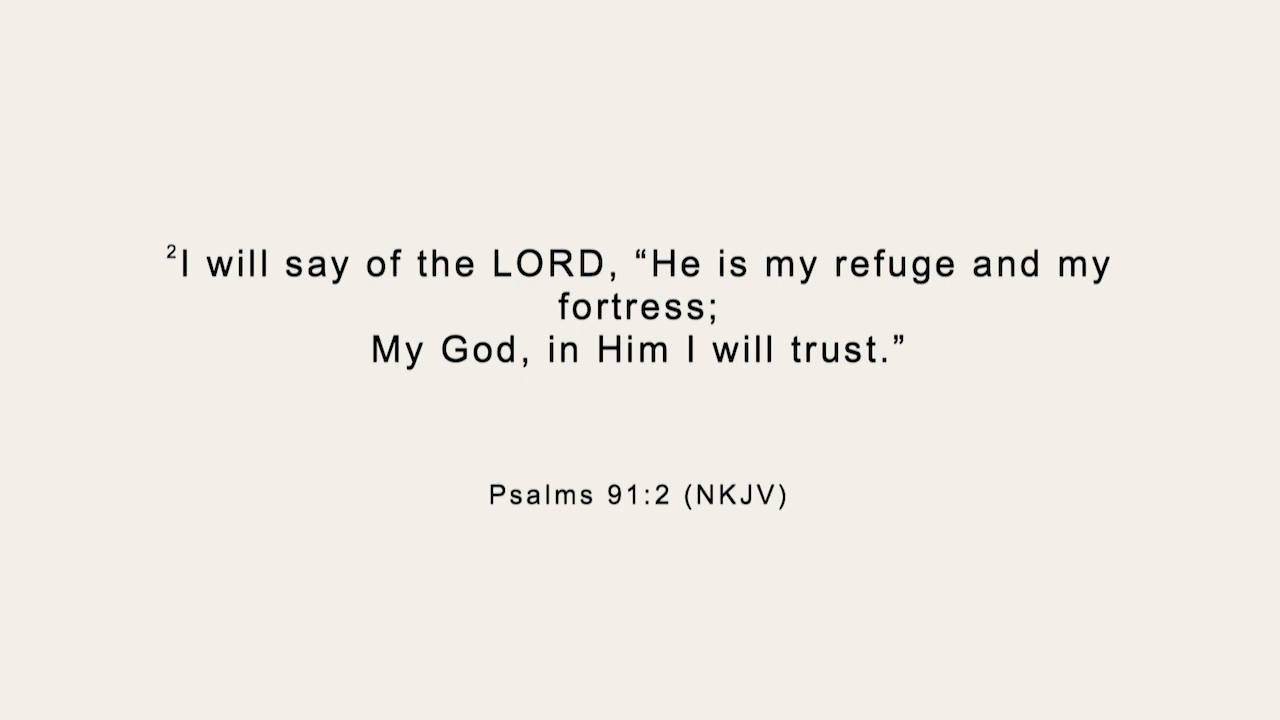 ²I will say of the LORD, “He is my refuge and my
fortress;
My God, in Him I will trust.”
Psalms 91:2 (NKJV)